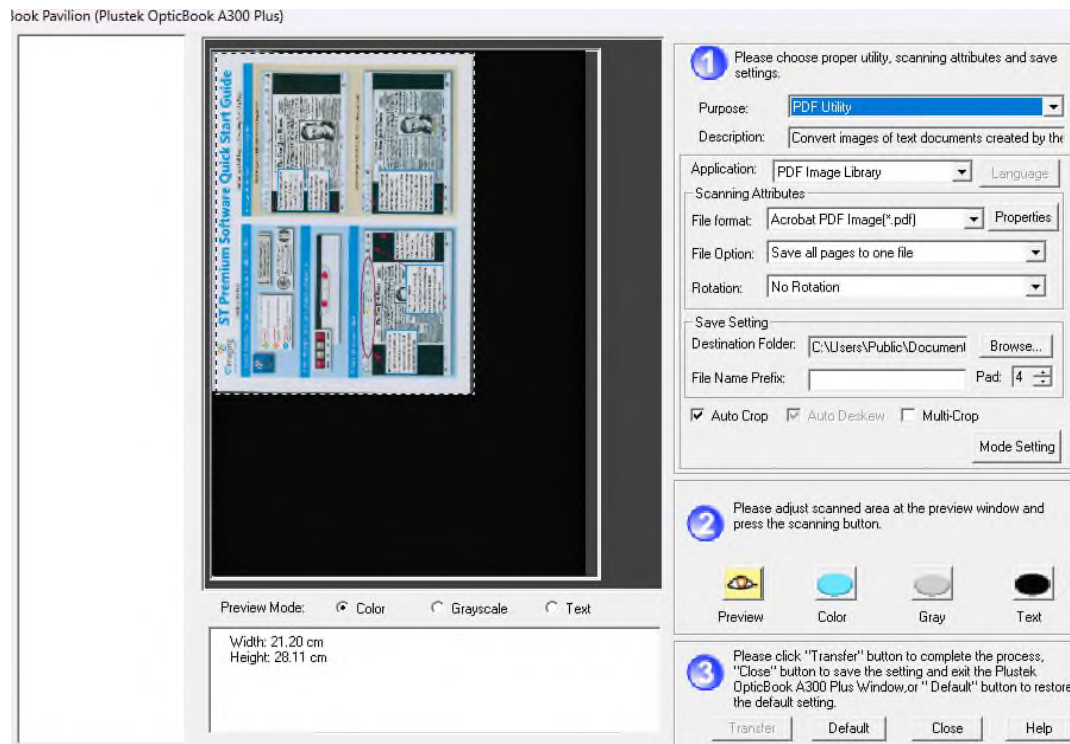 Book Pavilion (Plustek OpticBook A300 Plus)
ST Premium Software Quick Start Guide
Preview Mode:
Color
Grayscale
Text
Width: 21.20 cm
Height: 28.11 cm
1
Please choose proper utility, scanning attributes and save
settings.
Purpose:
PDF Utility
Description:
Convert images of text documents created by the
Application:
PDF Image Library
Language
Scanning Attributes
File format:
Acrobat PDF Image(*.pdf)
Properties
File Option:
Save all pages to one file
Rotation:
No Rotation
Save Setting
Destination Folder:
C:\Users\Public\Document
Browse...
File Name Prefix:
Pad:
4
Auto Crop
Auto Deskew
Multi-Crop
Mode Setting
2
Please adjust scanned area at the preview window and
press the scanning button.
Preview
Color
Gray
Text
3
Please click "Transfer" button to complete the process,
"Close" button to save the setting and exit the Plustek
OpticBook A300 Plus Window,or " Default" button to restore
the default setting.
Transfer
Default
Close
Help